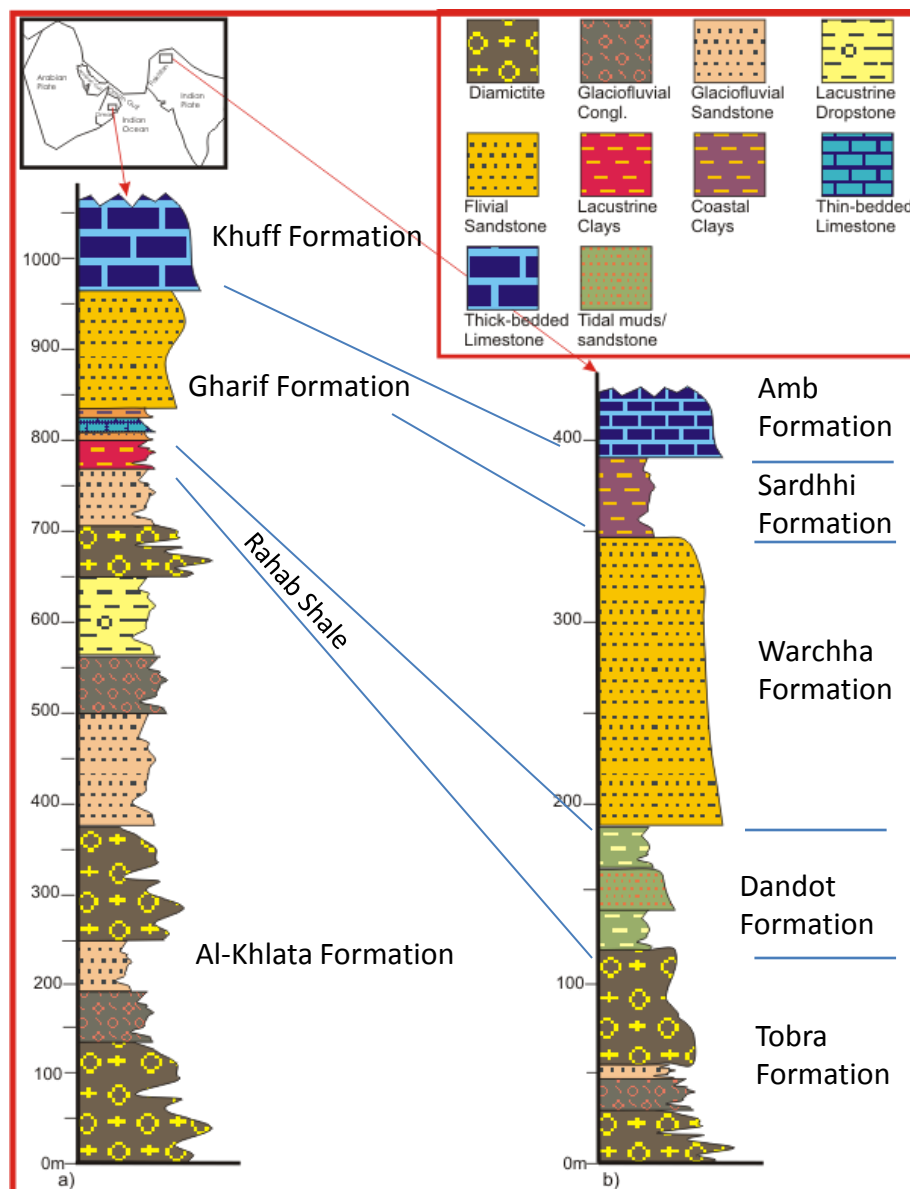 Arabian
Plate
Indian
Plate
Indian
Ocean
Diamictite
Glaciofluvial
Congl.
Glaciofluvial
Sandstone
Lacustrine
Dropstone
Flivial
Sandstone
Lacustrine
Clays
Coastal
Clays
Thin-bedded
Limestone
Thick-bedded
Limestone
Tidal muds/
sandstone
Khuff Formation
Gharif Formation
Rahab Shale
Al-Khlata Formation
1000
900
800
700
600
500
400
300
200
100
0m
a)
Amb
Formation
Sardhhi
Formation
Warchha
Formation
Dandot
Formation
Tobra
Formation
400
300
200
100
0m
b)